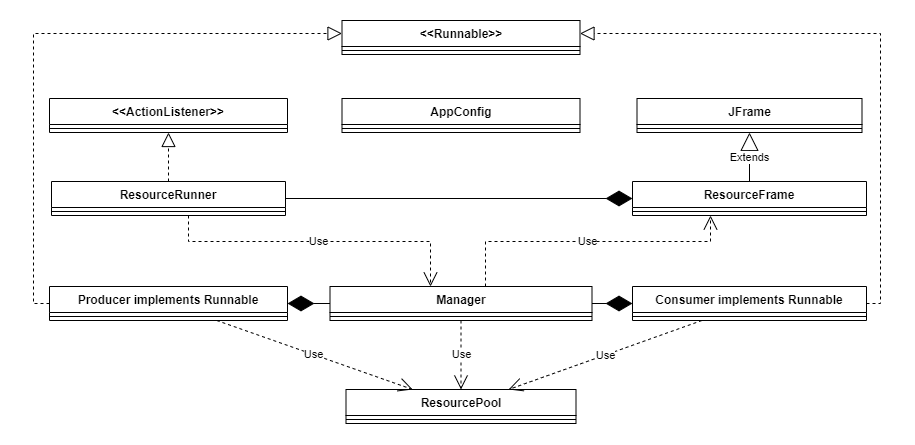 <<Runnable>>
<<ActionListener>>
AppConfig
JFrame
Extends
ResourceRunner
ResourceFrame
Use
Use
Producer implements Runnable
Manager
Consumer implements Runnable
Use
Use
Use
ResourcePool